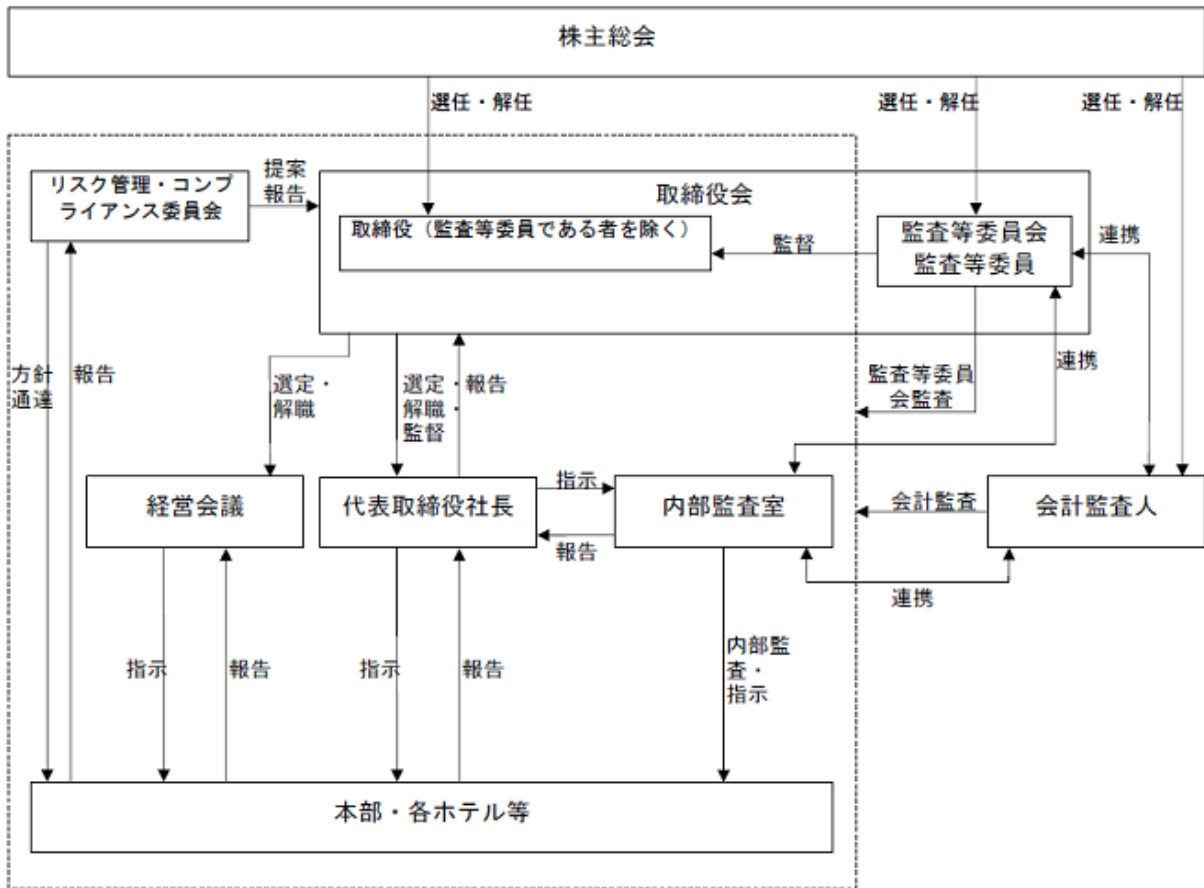 株主総会
選任・解任
選任・解任
選任・解任
リスク管理・コンプ
ライアンス委員会
提案
報告
取締役会
取締役（監査等委員である者を除く）
監督
監査等委員会
監査等委員
連携
方針
通達
報告
選定・
解職
選定・
解職・
監督
報告
監査等委員
会監査
連携
経営会議
代表取締役社長
指示
報告
内部監査室
会計監査
会計監査人
連携
指示
報告
指示
報告
内部監
査・
指示
本部・各ホテル等